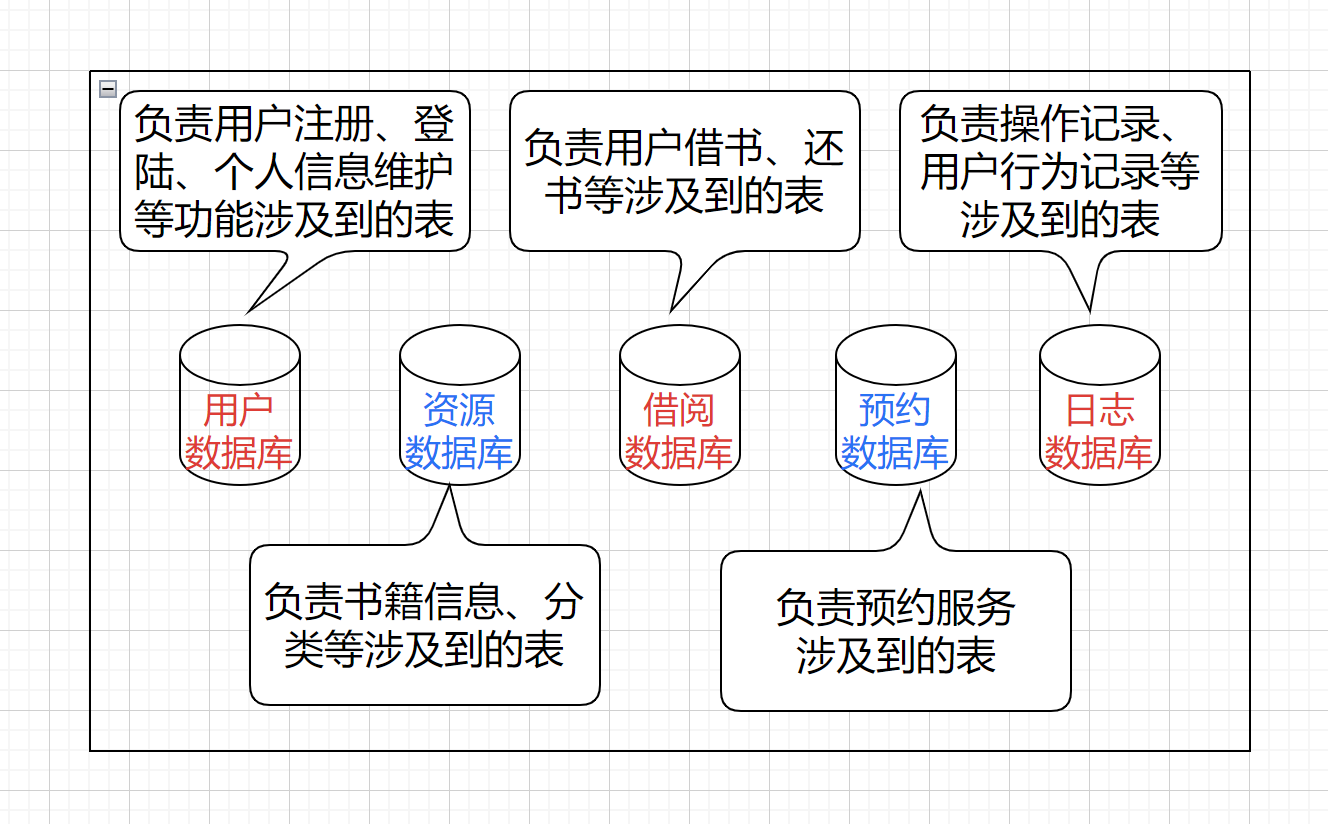 负责用户注册、登
陆、个人信息维护
等功能涉及到的表
负责用户借书、还
书等涉及到的表
负责操作记录、
用户行为记录等
涉及到的表
用户
数据库
资源
数据库
借阅
数据库
预约
数据库
日志
数据库
负责书籍信息、分
类等涉及到的表
负责预约服务
涉及到的表